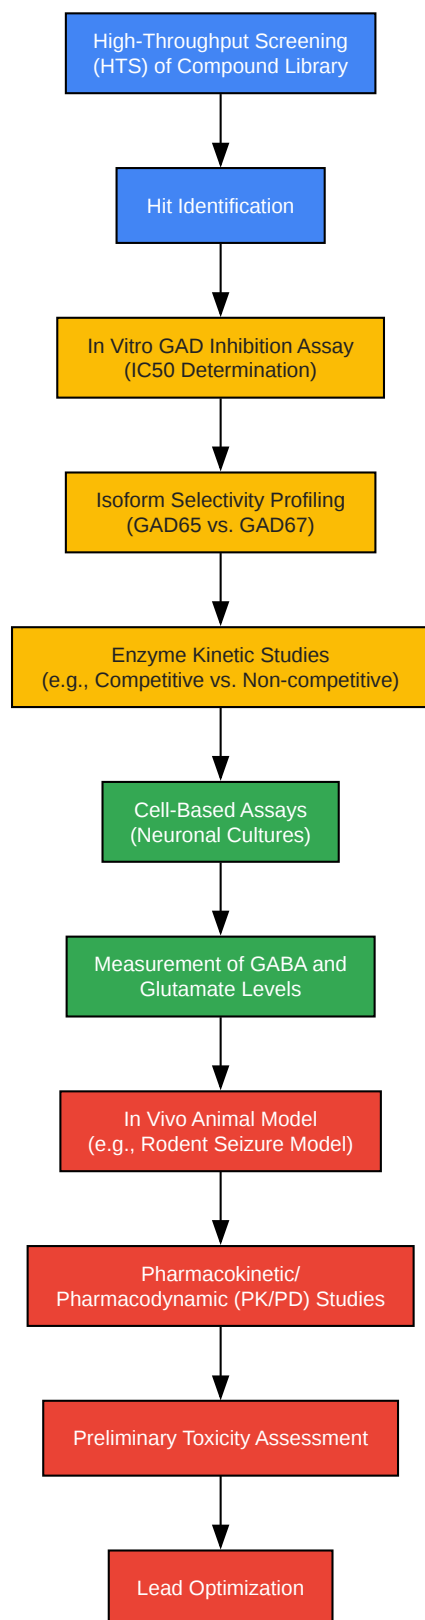 High-Throughput Screening
(HTS) of Compound Library
Hit Identification
In Vitro GAD Inhibition Assay
(IC50 Determination)
Isoform Selectivity Profiling
(GAD65 vs. GAD67)
Enzyme Kinetic Studies
(e.g., Competitive vs. Non-competitive)
Cell-Based Assays
(Neuronal Cultures)
Measurement of GABA and
Glutamate Levels
In Vivo Animal Model
(e.g., Rodent Seizure Model)
Pharmacokinetic/
Pharmacodynamic (PK/PD) Studies
Preliminary Toxicity Assessment
Lead Optimization